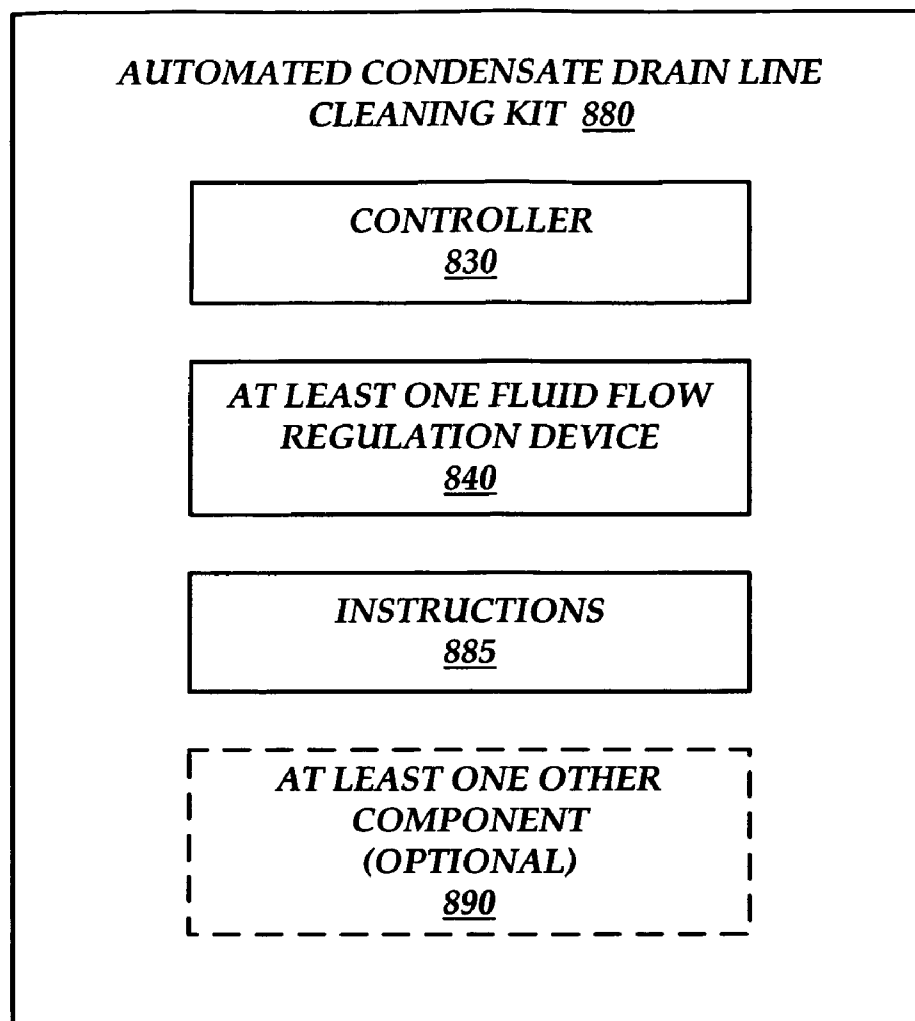 AUTOMATED CONDENSATE DRAIN LINE
CLEANING KIT 880
CONTROLLER
830
AT LEAST ONE FLUID FLOW
REGULATION DEVICE
840
INSTRUCTIONS
885
AT LEAST ONE OTHER
COMPONENT
(OPTIONAL)
890